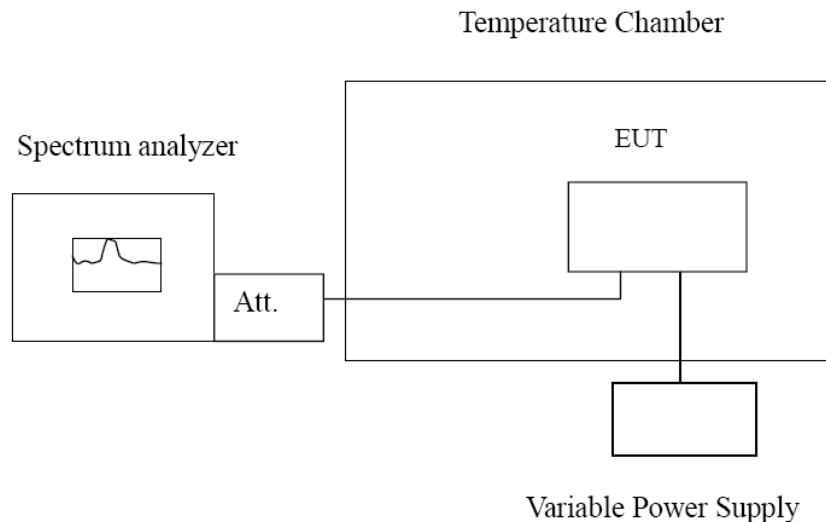 Temperature Chamber
Spectrum analyzer
EUT
Att.
Variable Power Supply